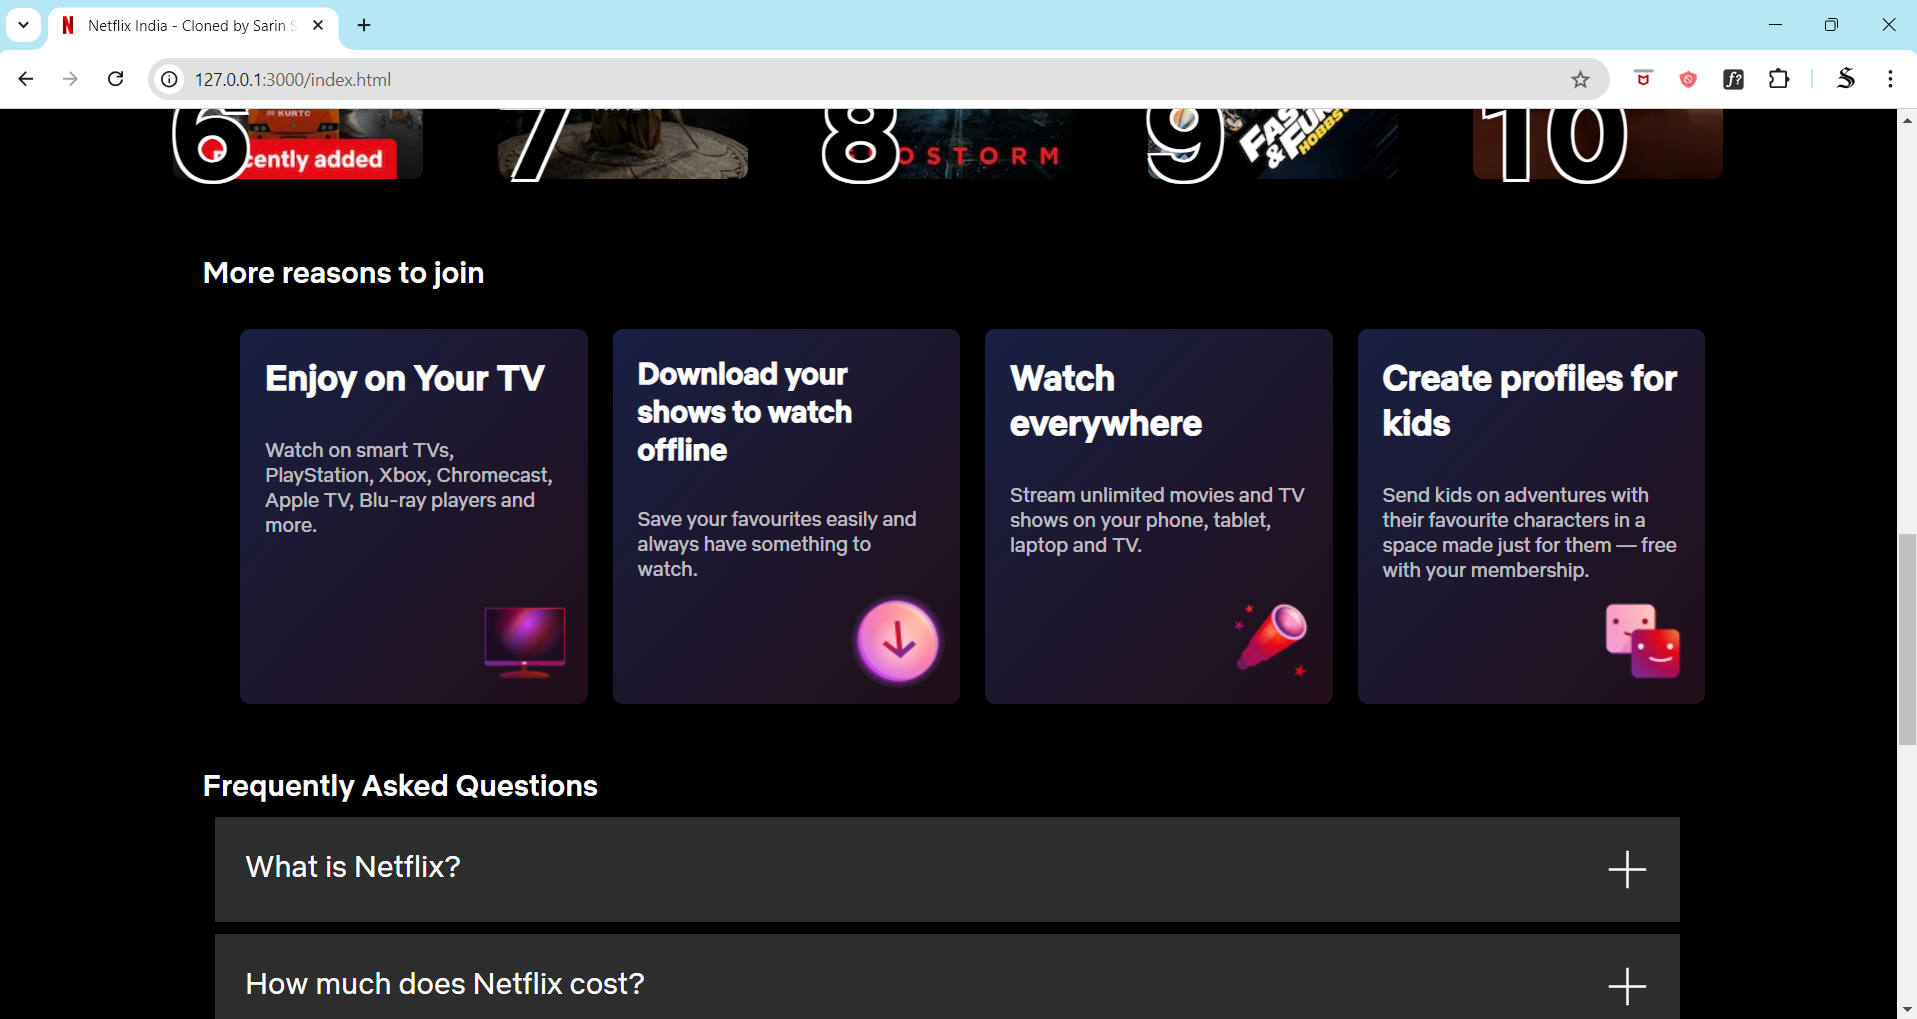 Netflix India - Cloned by Sarin
127.0.0.1:3000/index.html
KURTC
6
7
8
9
10
cently added
OSTORM
FAST
& FURI
HOBBS
More reasons to join
Enjoy on Your TV
Watch on smart TVs,
PlayStation, Xbox, Chromecast,
Apple TV, Blu-ray players and
more.
Download your
shows to watch
offline
Save your favourites easily and
always have something to
watch.
Watch
everywhere
Stream unlimited movies and TV
shows on your phone, tablet,
laptop and TV.
Create profiles for
kids
Send kids on adventures with
their favourite characters in a
space made just for them — free
with your membership.
Frequently Asked Questions
What is Netflix?
How much does Netflix cost?